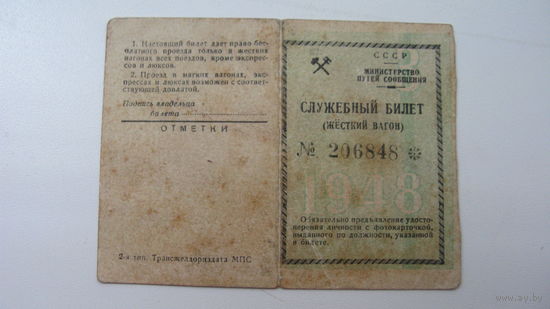 1. Настоящий билет дает право бес-
платного проезда только в жестких
вагонах всех поездов, кроме экспрес-
сов и люксов.
2. Проезд в мягких вагонах, экс-
прессах и люксах возможен с соответ-
ствующей доплатой.
Подпись владельца
билета
ОТМЕТКИ
2-я тип. Трансжелдориздата МПС
СССР
МИНИСТЕРСТВО
ПУТЕЙ СООБЩЕНИЯ
СЛУЖЕБНЫЙ БИЛЕТ
(ЖЁСТКИЙ ВАГОН)
№ 206848
1948
Обязательно предъявление удосто-
верения личности с фотокарточкой,
выданного по должности, указанной
в билете.
www.ay.by